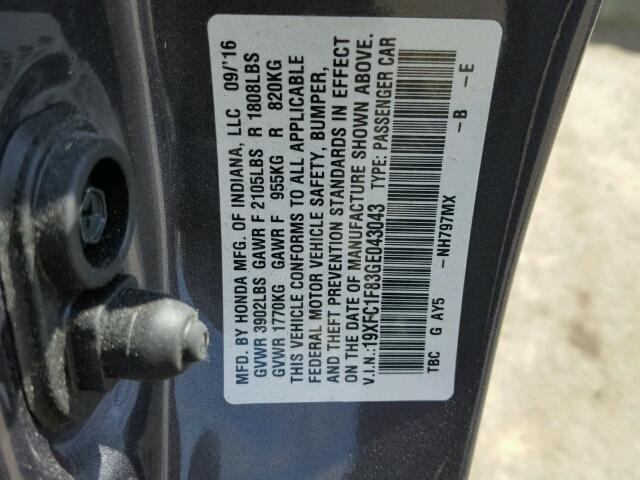 MFD. BY HONDA MFG. OF INDIANA, LLC 09/'16
GVWR 3902LBS GAWR F 2105LBS R 1808LBS
GVWR 1770KG GAWR F 955KG R 820KG
THIS VEHICLE CONFORMS TO ALL APPLICABLE
FEDERAL MOTOR VEHICLE SAFETY, BUMPER,
AND THEFT PREVENTION STANDARDS IN EFFECT
ON THE DATE OF MANUFACTURE SHOWN ABOVE.
V.I.N.:19XFC1F83GE043043 TYPE: PASSENGER CAR
TBC G AY5 - NH797MX - B - E